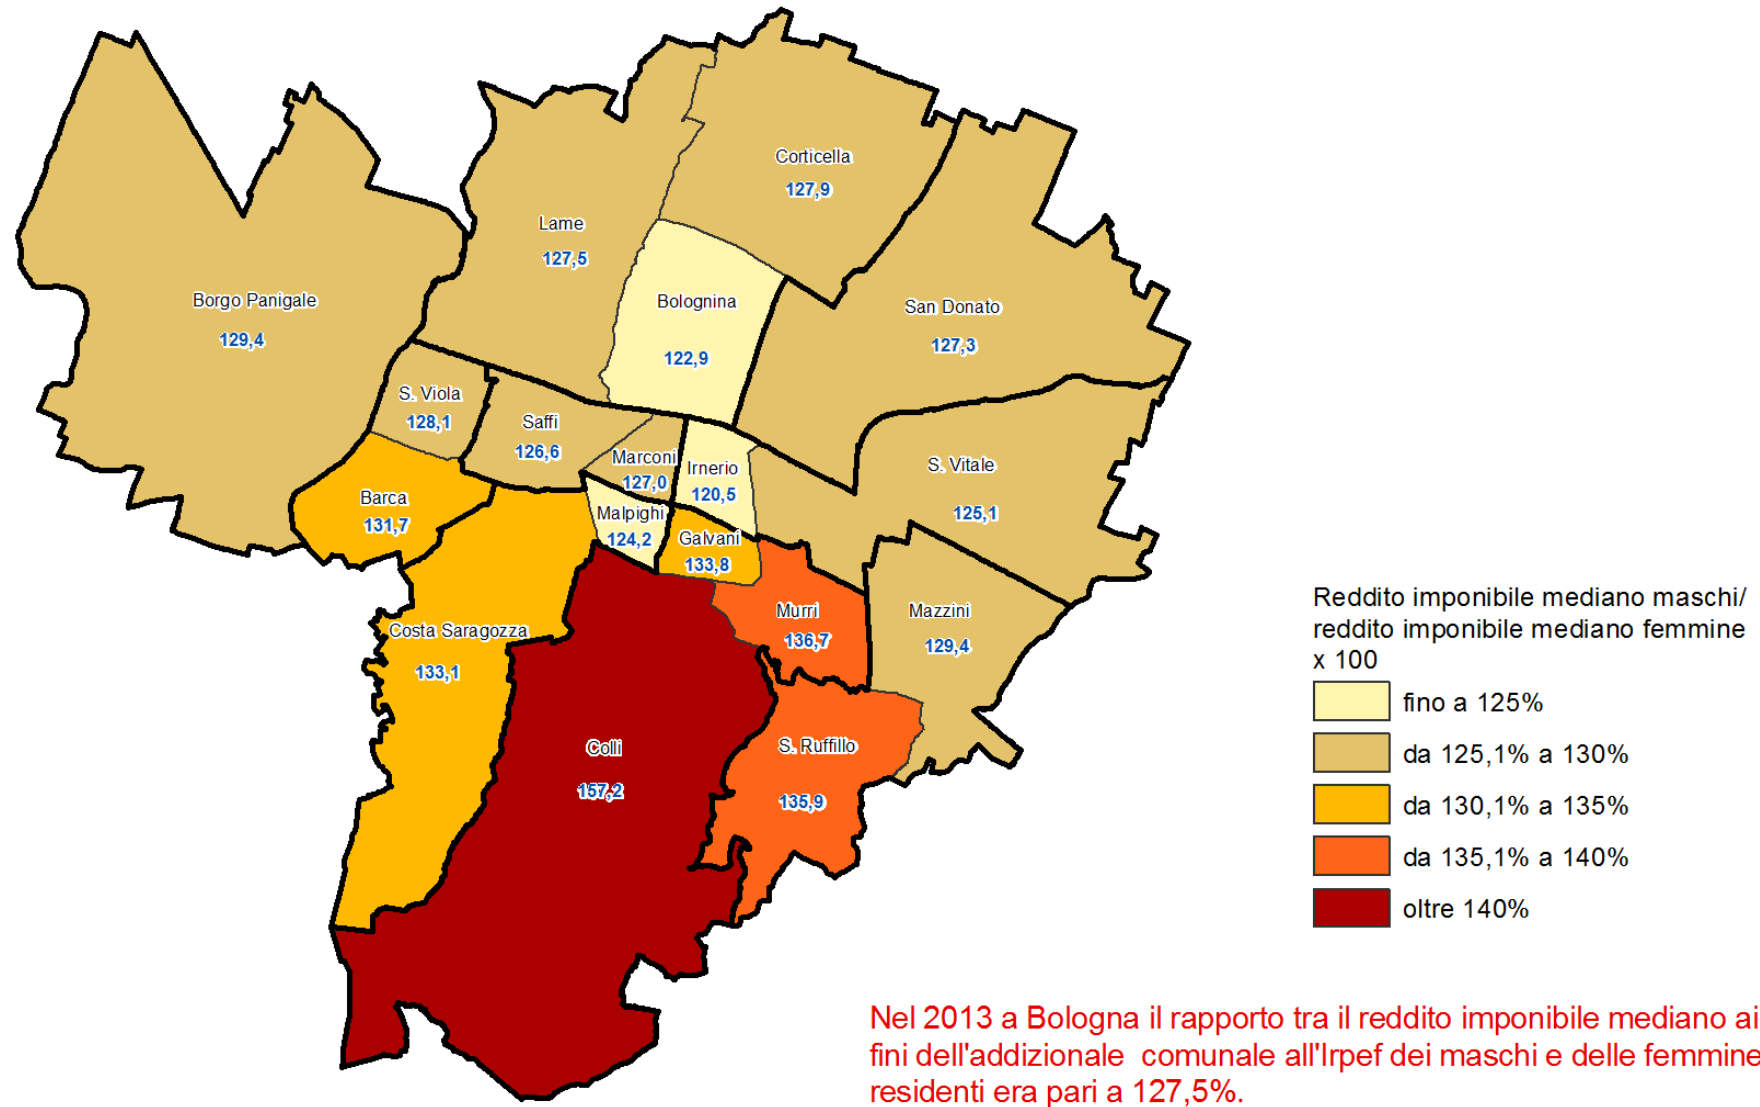 Corticella
127,9
Lame
127,5
Borgo Panigale
129,4
Bolognina
122,9
San Donato
127,3
S. Viola
128,1
Saffi
126,6
Marconi
127,0
Irnerio
120,5
S. Vitale
125,1
Barca
131,7
Malpighi
124,2
Galvani
133,8
Costa Saragozza
133,1
Murri
136,7
Mazzini
129,4
Colli
157,2
S. Ruffillo
135,9
Reddito imponibile mediano maschi/
reddito imponibile mediano femmine
x 100
fino a 125%
da 125,1% a 130%
da 130,1% a 135%
da 135,1% a 140%
oltre 140%
Nel 2013 a Bologna il rapporto tra il reddito imponibile mediano ai
fini dell'addizionale comunale all'Irpef dei maschi e delle femmine
residenti era pari a 127,5%.